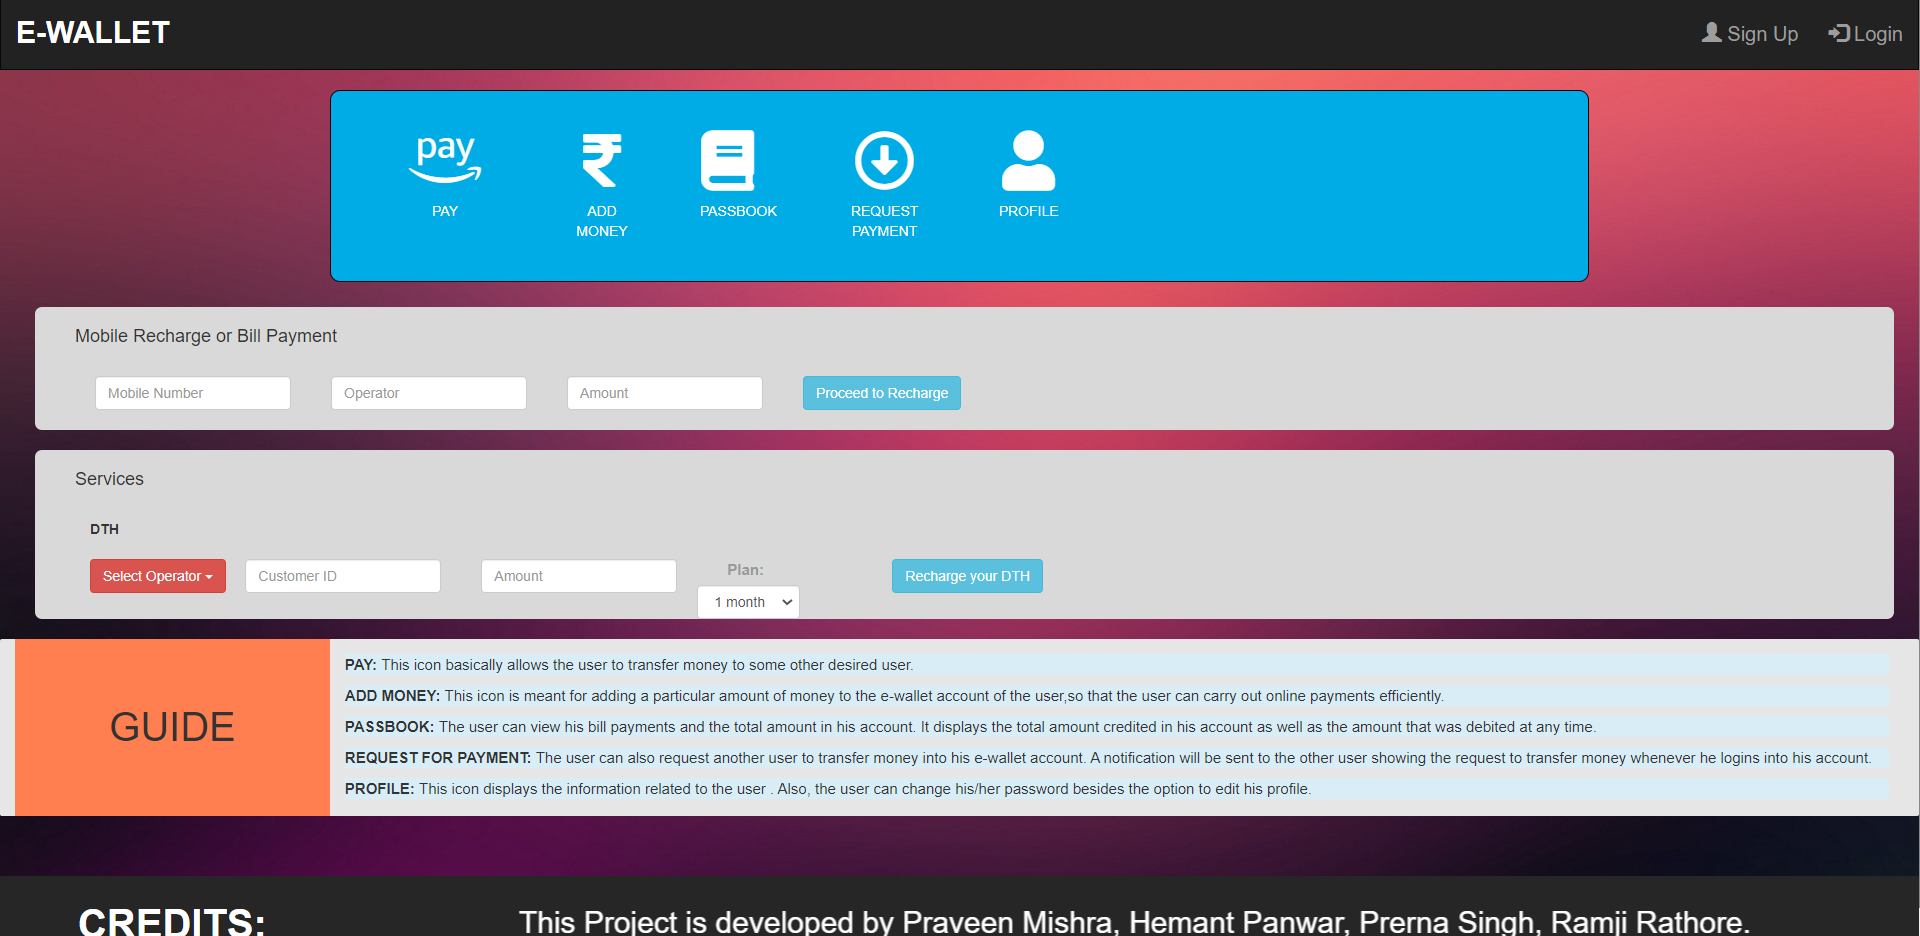 E-WALLET
Sign Up
Login
pay
PAY
ADD
MONEY
PASSBOOK
REQUEST
PAYMENT
PROFILE
Mobile Recharge or Bill Payment
Mobile Number
Operator
Amount
Proceed to Recharge
Services
DTH
Select Operator
Customer ID
Amount
Plan:
1 month
Recharge your DTH
GUIDE
PAY: This icon basically allows the user to transfer money to some other desired user.
ADD MONEY: This icon is meant for adding a particular amount of money to the e-wallet account of the user,so that the user can carry out online payments efficiently.
PASSBOOK: The user can view his bill payments and the total amount in his account. It displays the total amount credited in his account as well as the amount that was debited at any time.
REQUEST FOR PAYMENT: The user can also request another user to transfer money into his e-wallet account. A notification will be sent to the other user showing the request to transfer money whenever he logins into his account.
PROFILE: This icon displays the information related to the user . Also, the user can change his/her password besides the option to edit his profile.
CREDITS:
This Project is developed by Praveen Mishra, Hemant Panwar, Prerna Singh, Ramji Rathore.